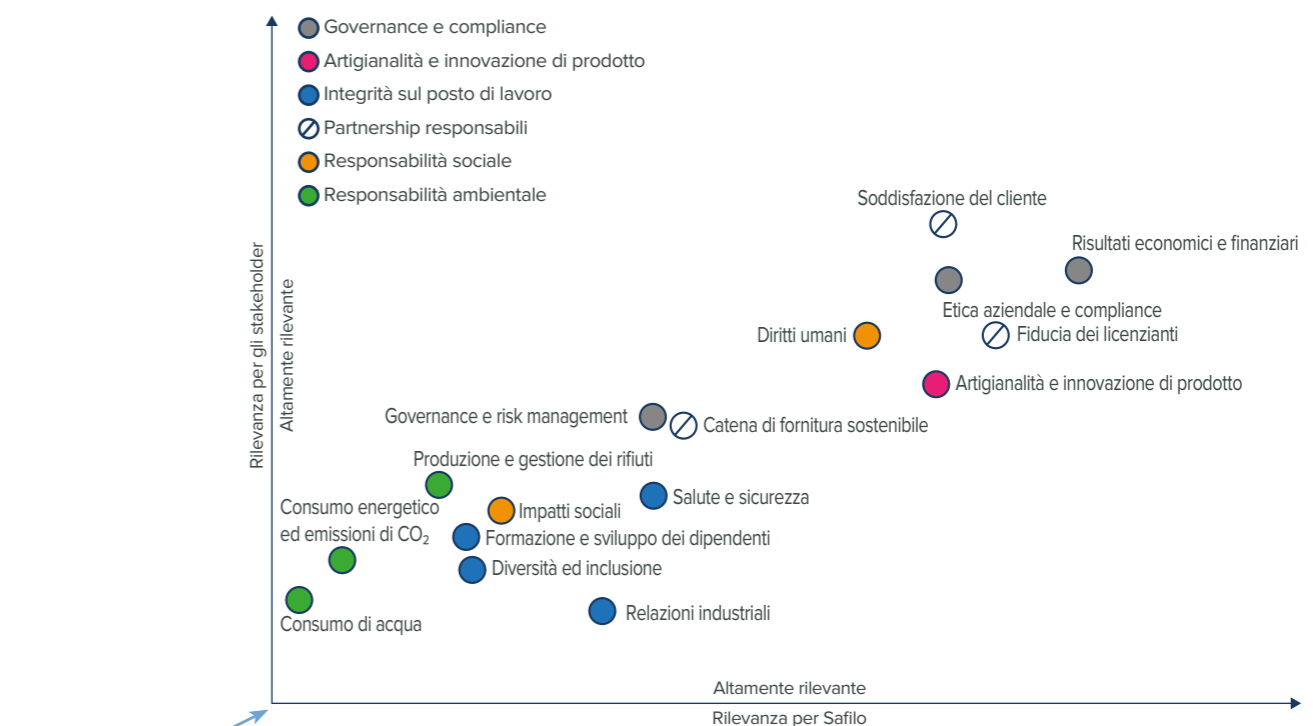 Governance e compliance
Artigianalità e innovazione di prodotto
Integrità sul posto di lavoro
Partnership responsabili
Responsabilità sociale
Responsabilità ambientale
Rilevanza per gli stakeholder
Altamente rilevante
Soddisfazione del cliente
Risultati economici e finanziari
Etica aziendale e compliance
Diritti umani
Fiducia dei licenzianti
Artigianalità e innovazione di prodotto
Governance e risk management
Catena di fornitura sostenibile
Produzione e gestione dei rifiuti
Salute e sicurezza
Consumo energetico
ed emissioni di CO₂
Impatti sociali
Formazione e sviluppo dei dipendenti
Diversità ed inclusione
Consumo di acqua
Relazioni industriali
Altamente rilevante
Rilevanza per Safilo